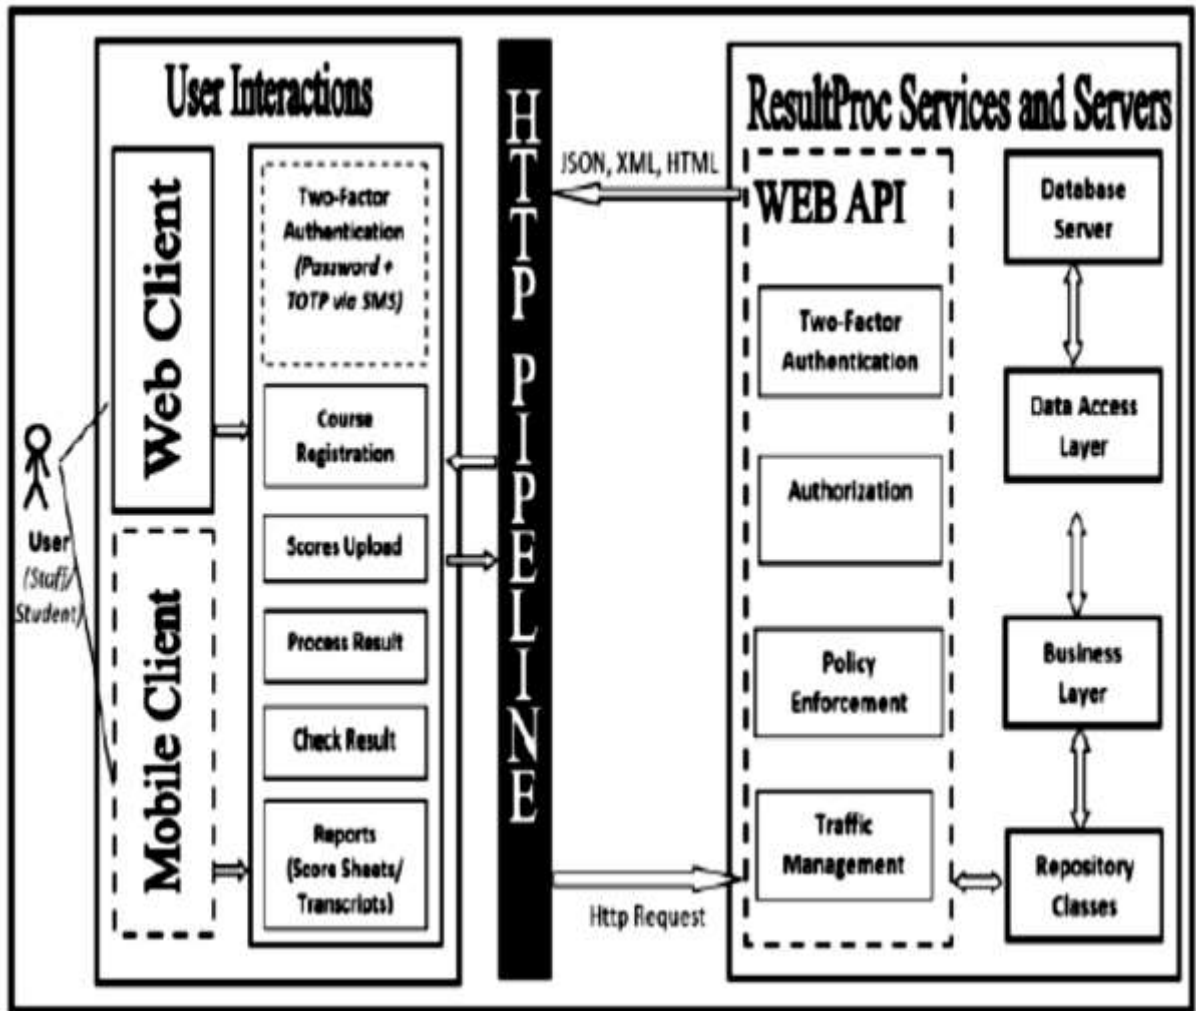 User Interactions
Web Client
Mobile Client
User
(Staff/
Student)
Two-Factor
Authentication
(Password +
TOTP via SMS)
Course
Registration
Scores Upload
Process Result
Check Result
Reports
(Score Sheets/
Transcripts)
HTTP PIPELINE
JSON, XML, HTML
Http Request
ResultProc Services and Servers
WEB API
Two-Factor
Authentication
Authorization
Policy
Enforcement
Traffic
Management
Database
Server
Data Access
Layer
Business
Layer
Repository
Classes